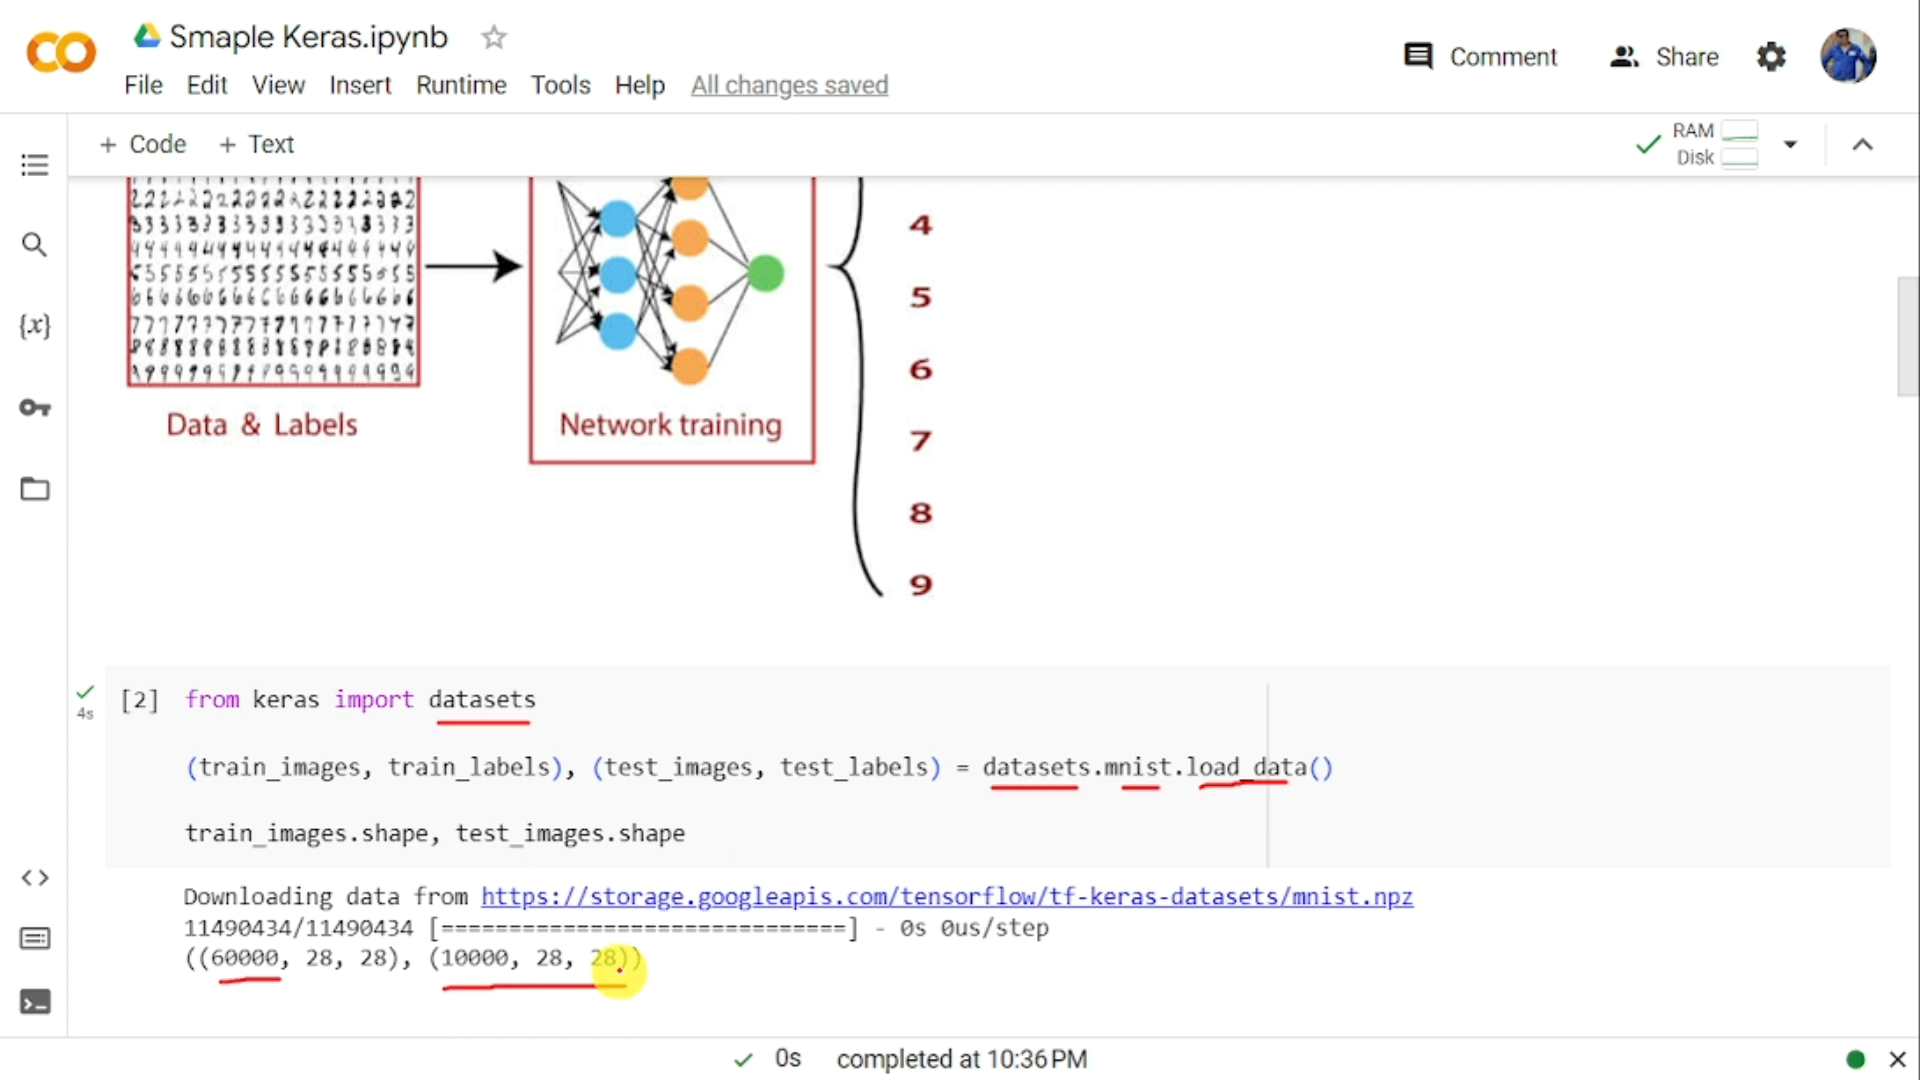 Smaple Keras.ipynb
Comment
Share
File Edit View Insert Runtime Tools Help All changes saved
+ Code + Text
RAM
Disk
{x}
4
5
6
7
8
9
Data & Labels
Network training
4s
[2] from keras import datasets
(train_images, train_labels), (test_images, test_labels) = datasets.mnist.load_data()
train_images.shape, test_images.shape
Downloading data from https://storage.googleapis.com/tensorflow/tf-keras-datasets/mnist.npz
11490434/11490434 [==============================] - 0s 0us/step
((60000, 28, 28), (10000, 28, 28))
0s completed at 10:36 PM